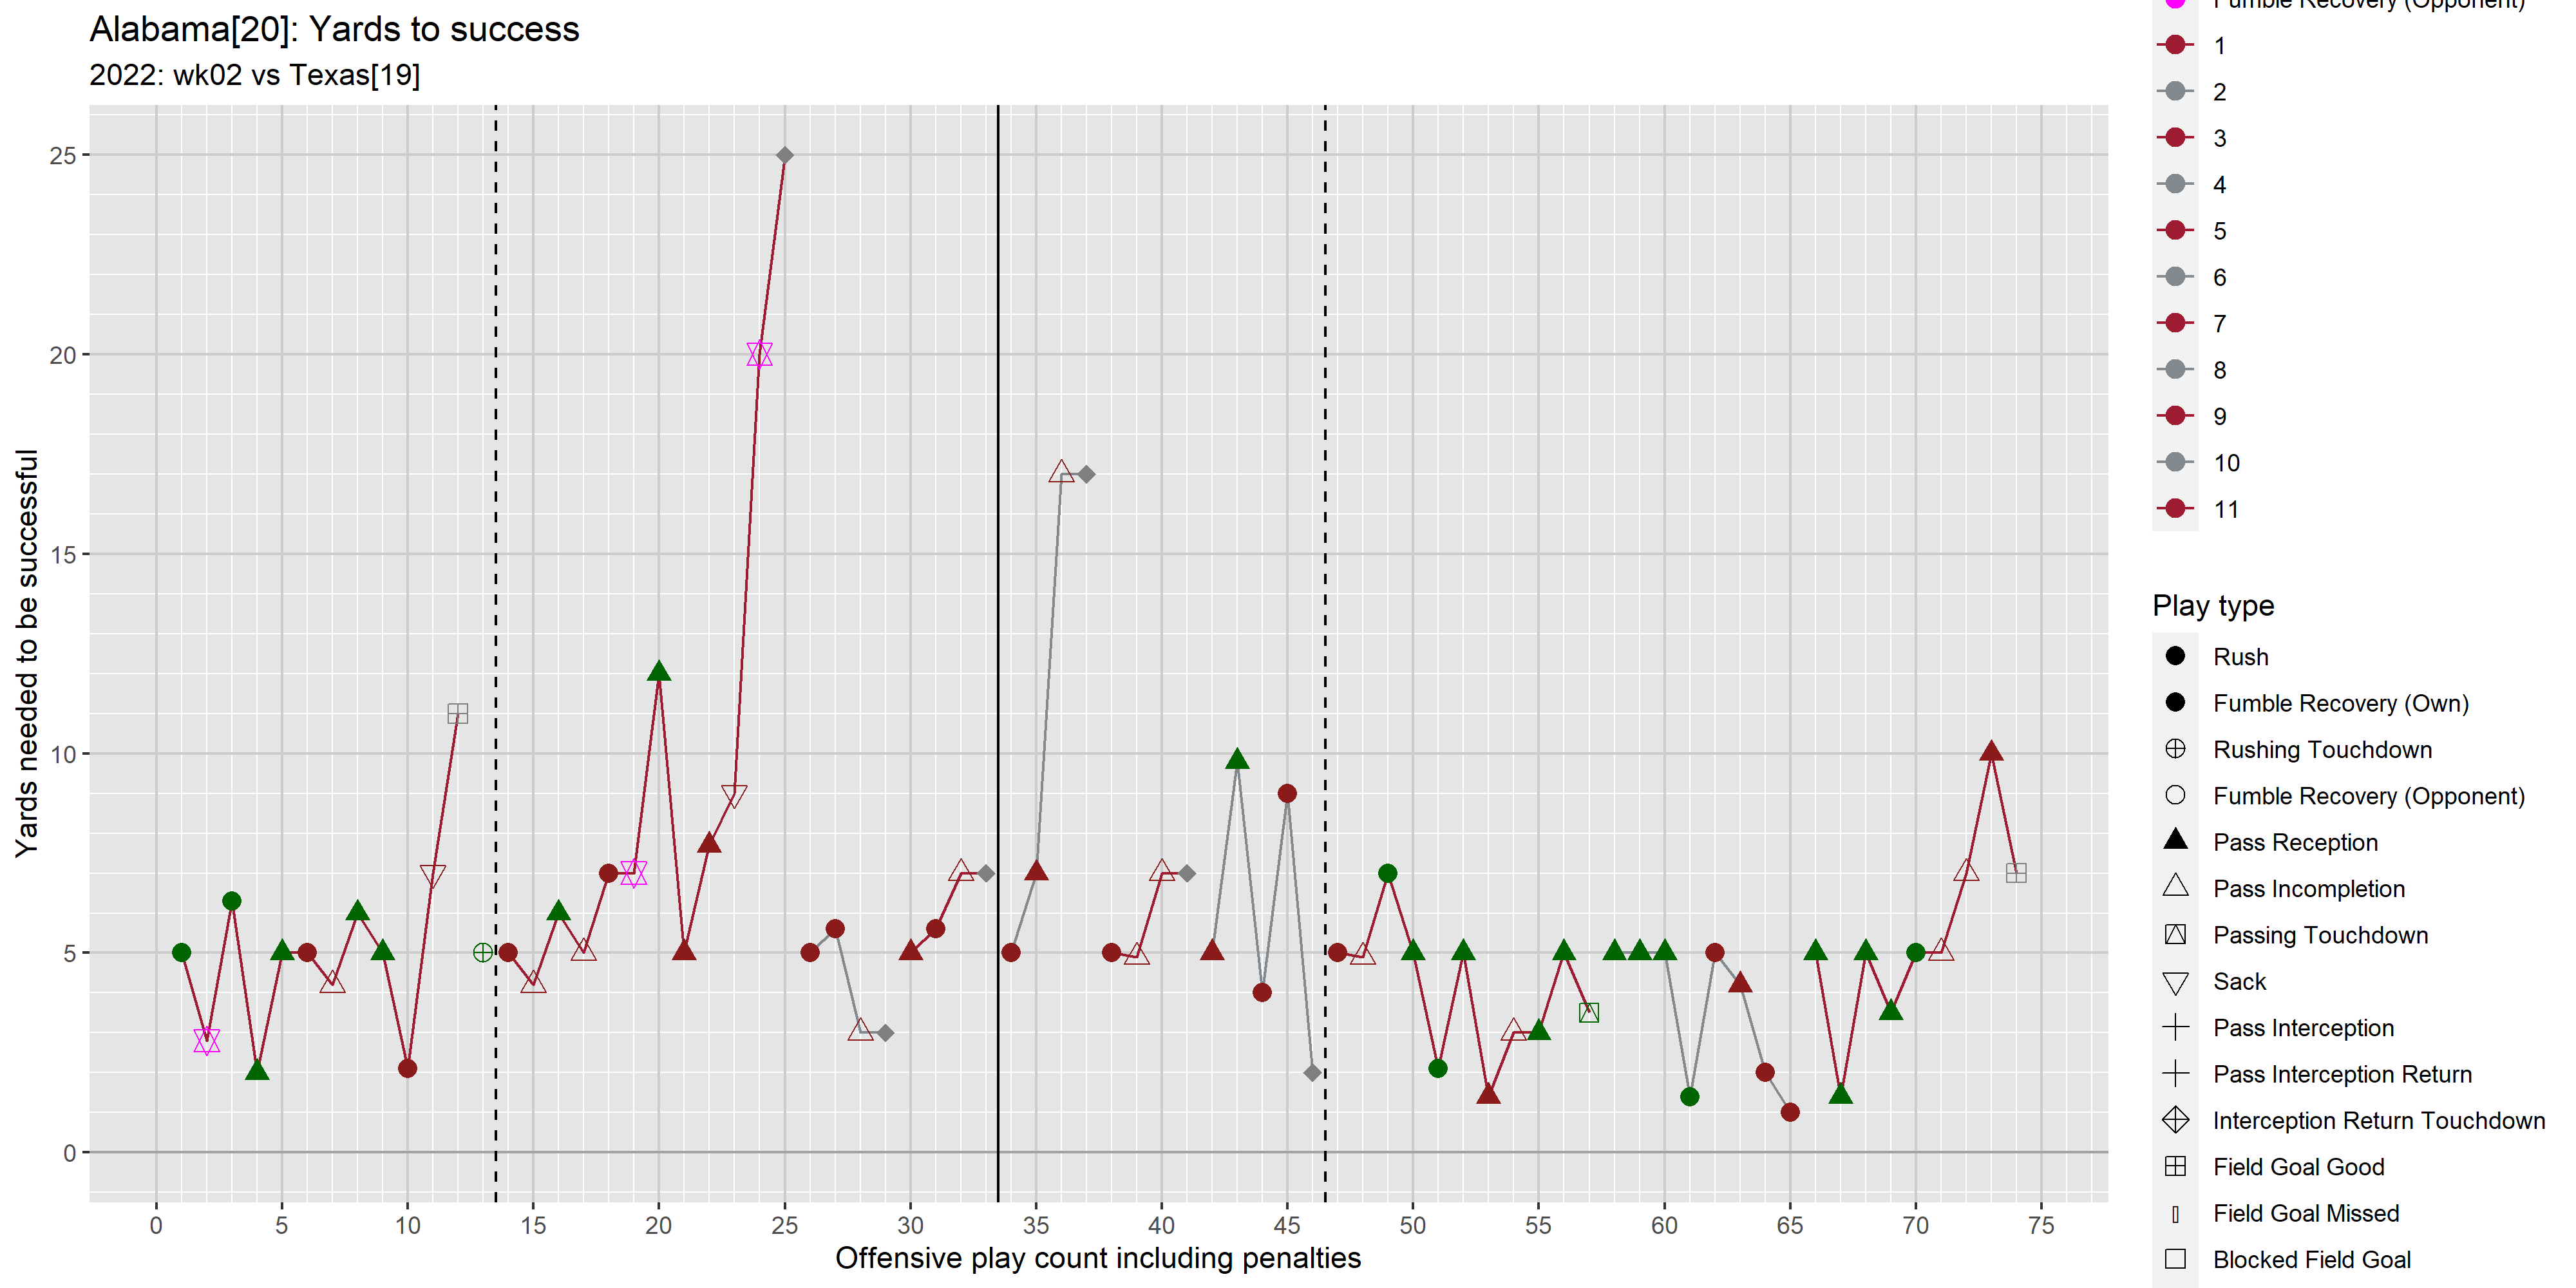 Alabama[20]: Yards to success
2022: wk02 vs Texas[19]
Yards needed to be successful
25
20
15
10
5
0
0 5 10 15 20 25 30 35 40 45 50 55 60 65 70 75
Offensive play count including penalties
Fumble Recovery (Opponent)
1
2
3
4
5
6
7
8
9
10
11
Play type
Rush
Fumble Recovery (Own)
Rushing Touchdown
Fumble Recovery (Opponent)
Pass Reception
Pass Incompletion
Passing Touchdown
Sack
Pass Interception
Pass Interception Return
Interception Return Touchdown
Field Goal Good
Field Goal Missed
Blocked Field Goal